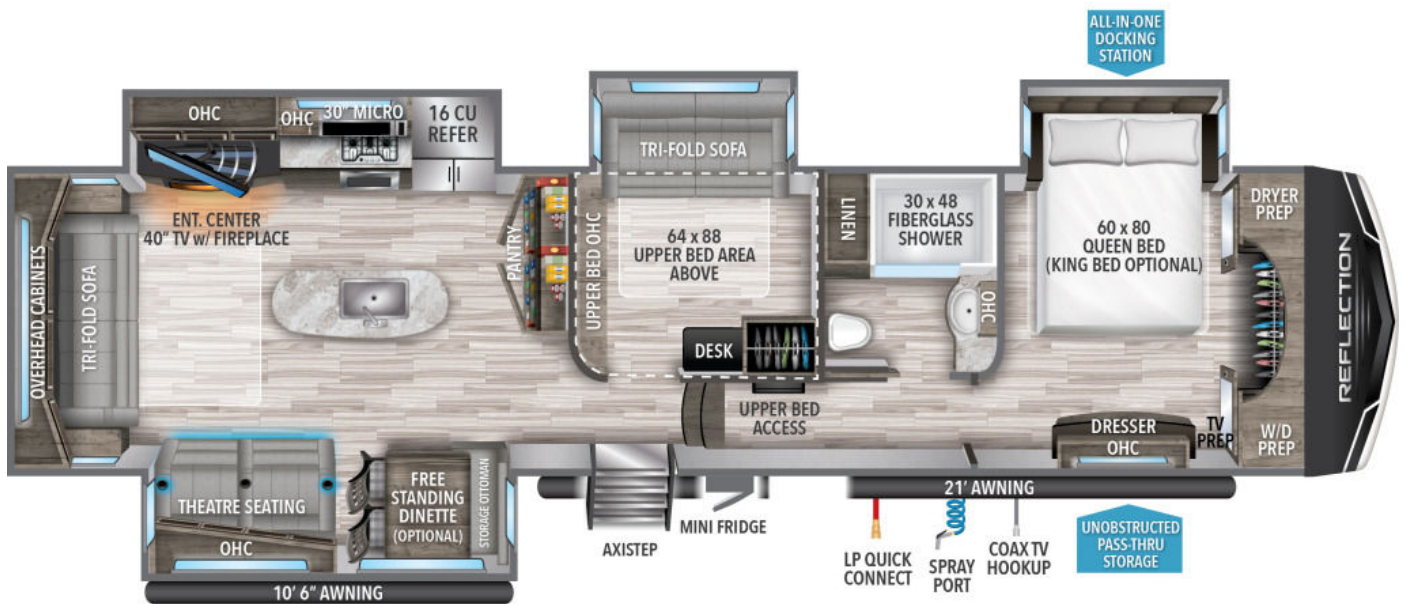 ALL-IN-ONE
DOCKING
STATION
OHC
OHC
30" MICRO
16 CU
REFER
TRI-FOLD SOFA
ENT. CENTER
40" TV w/ FIREPLACE
OVERHEAD CABINETS
TRI-FOLD SOFA
PANTRY
UPPER BED OHC
64 x 88
UPPER BED AREA
ABOVE
DESK
UPPER BED
ACCESS
LINEN
30 x 48
FIBERGLASS
SHOWER
OHC
60 x 80
QUEEN BED
(KING BED OPTIONAL)
DRYER
PREP
REFLECTION
W/D
PREP
TV
PREP
DRESSER
OHC
THEATRE SEATING
OHC
FREE
STANDING
DINETTE
(OPTIONAL)
STORAGE OTTOMAN
10' 6" AWNING
AXISTEP
MINI FRIDGE
21' AWNING
LP QUICK
CONNECT
SPRAY
PORT
COAX TV
HOOKUP
UNOBSTRUCTED
PASS-THRU
STORAGE